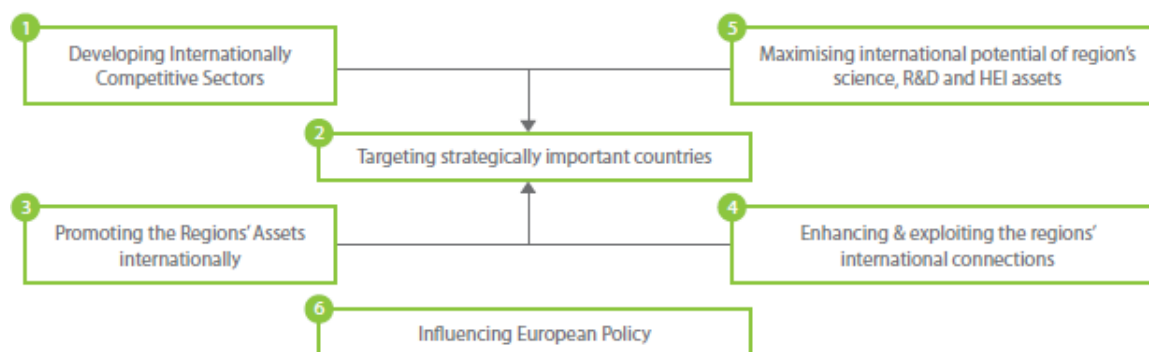 1
Developing Internationally
Competitive Sectors
5
Maximising international potential of region's
science, R&D and HEI assets
2
Targeting strategically important countries
3
Promoting the Regions' Assets
internationally
4
Enhancing & exploiting the regions'
international connections
6
Influencing European Policy